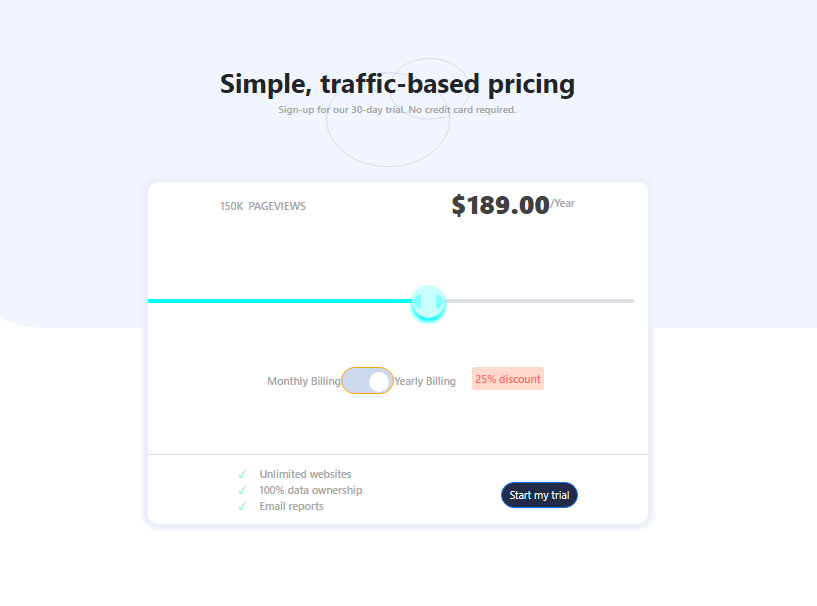 Simple, traffic-based pricing
Sign-up for our 30-day trial. No credit card required.
150K PAGEVIEWS
$189.00/Year
Monthly Billing Yearly Billing 25% discount
Unlimited websites
100% data ownership
Email reports
Start my trial